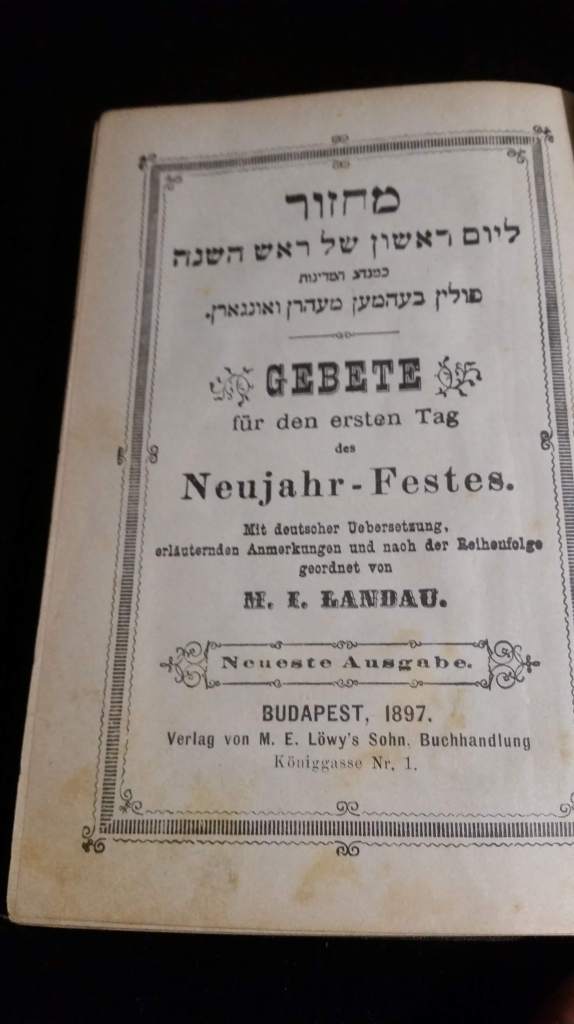 מחזור
ליום ראשון של ראש השנה
כמנהג המדינות
פולין בעהמען מעהרן ואונגארן.
GEBETE
für den ersten Tag
des
Neujahr-Festes.
Mit deutscher Uebersetzung,
erläuternden Anmerkungen und nach der Reihenfolge
geordnet von
M. I. LANDAU.
Neueste Ausgabe.
BUDAPEST, 1897.
Verlag von M. E. Löwy's Sohn, Buchhandlung
Königgasse Nr. 1.